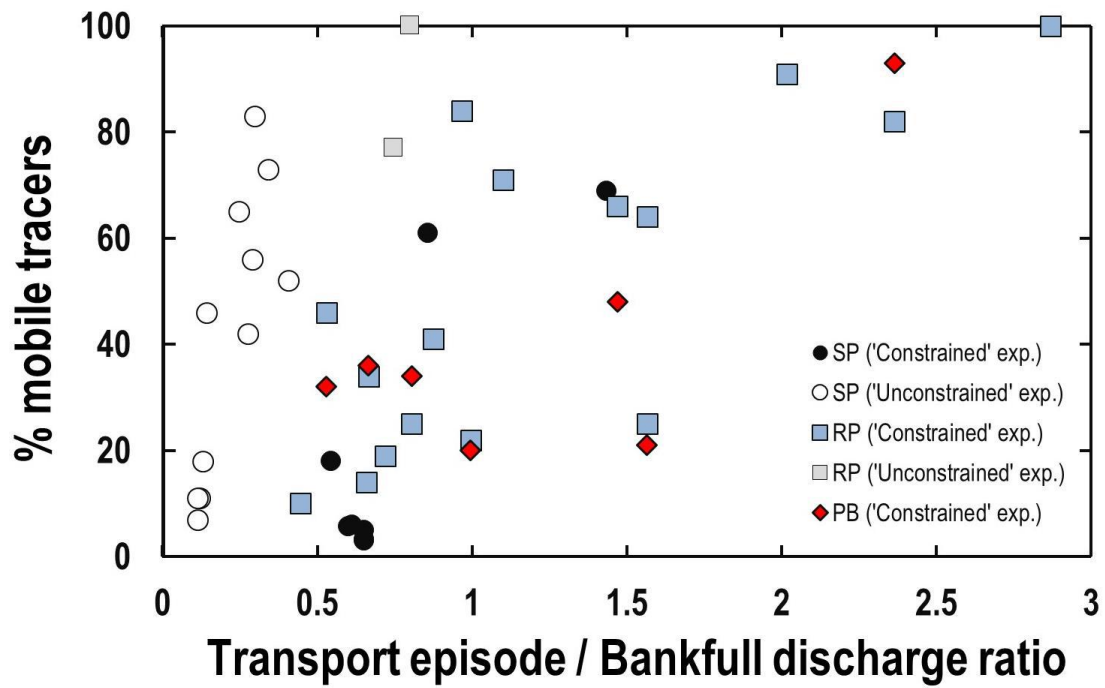 % mobile tracers
100
80
60
40
20
0
SP ('Constrained' exp.)
SP ('Unconstrained' exp.)
RP ('Constrained' exp.)
RP ('Unconstrained' exp.)
PB ('Constrained' exp.)
0 0.5 1 1.5 2 2.5 3
Transport episode / Bankfull discharge ratio